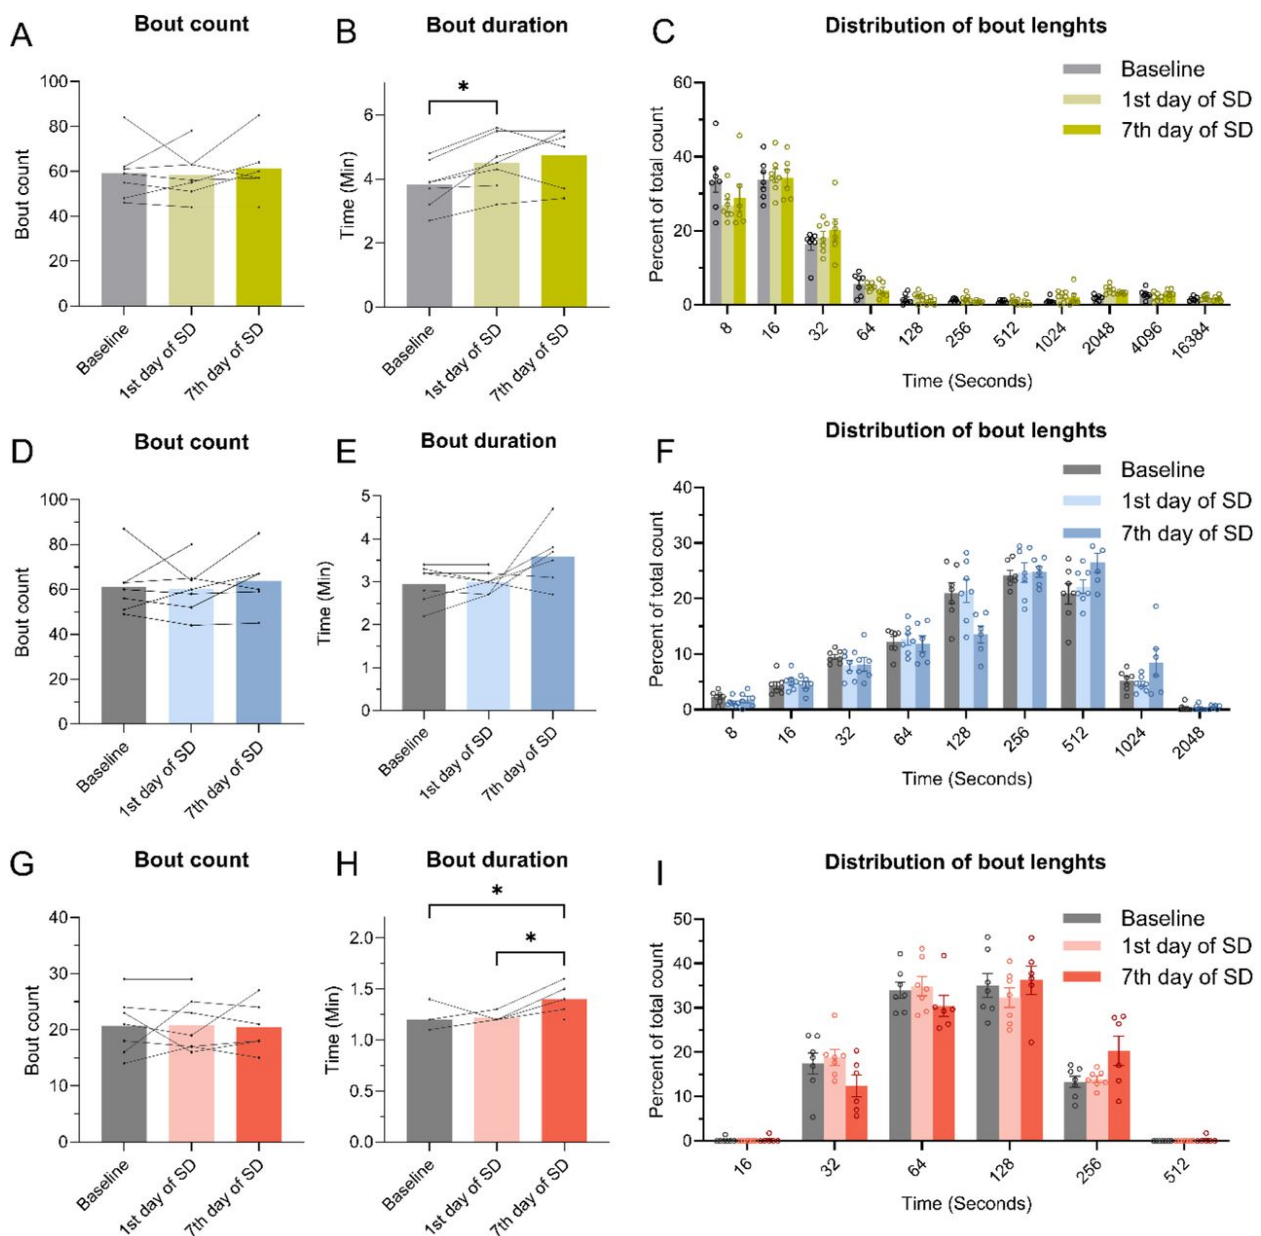 A
Bout count
Bout count
100
80
60
40
20
0
Baseline
1st day of SD
7th day of SD
B
Bout duration
*
Time (Min)
6
4
2
0
Baseline
1st day of SD
7th day of SD
C
Distribution of bout lenghts
Baseline
1st day of SD
7th day of SD
Percent of total count
60
40
20
0
8 16 32 64 128 256 512 1024 2048 4096 16384
Time (Seconds)
D
Bout count
Bout count
100
80
60
40
20
0
Baseline
1st day of SD
7th day of SD
E
Bout duration
Time (Min)
5
4
3
2
1
0
Baseline
1st day of SD
7th day of SD
F
Distribution of bout lenghts
Baseline
1st day of SD
7th day of SD
Percent of total count
40
30
20
10
0
8 16 32 64 128 256 512 1024 2048
Time (Seconds)
G
Bout count
Bout count
40
30
20
10
0
Baseline
1st day of SD
7th day of SD
H
Bout duration
*
*
Time (Min)
2.0
1.5
1.0
0.5
0.0
Baseline
1st day of SD
7th day of SD
I
Distribution of bout lenghts
Baseline
1st day of SD
7th day of SD
Percent of total count
50
40
30
20
10
0
16 32 64 128 256 512
Time (Seconds)